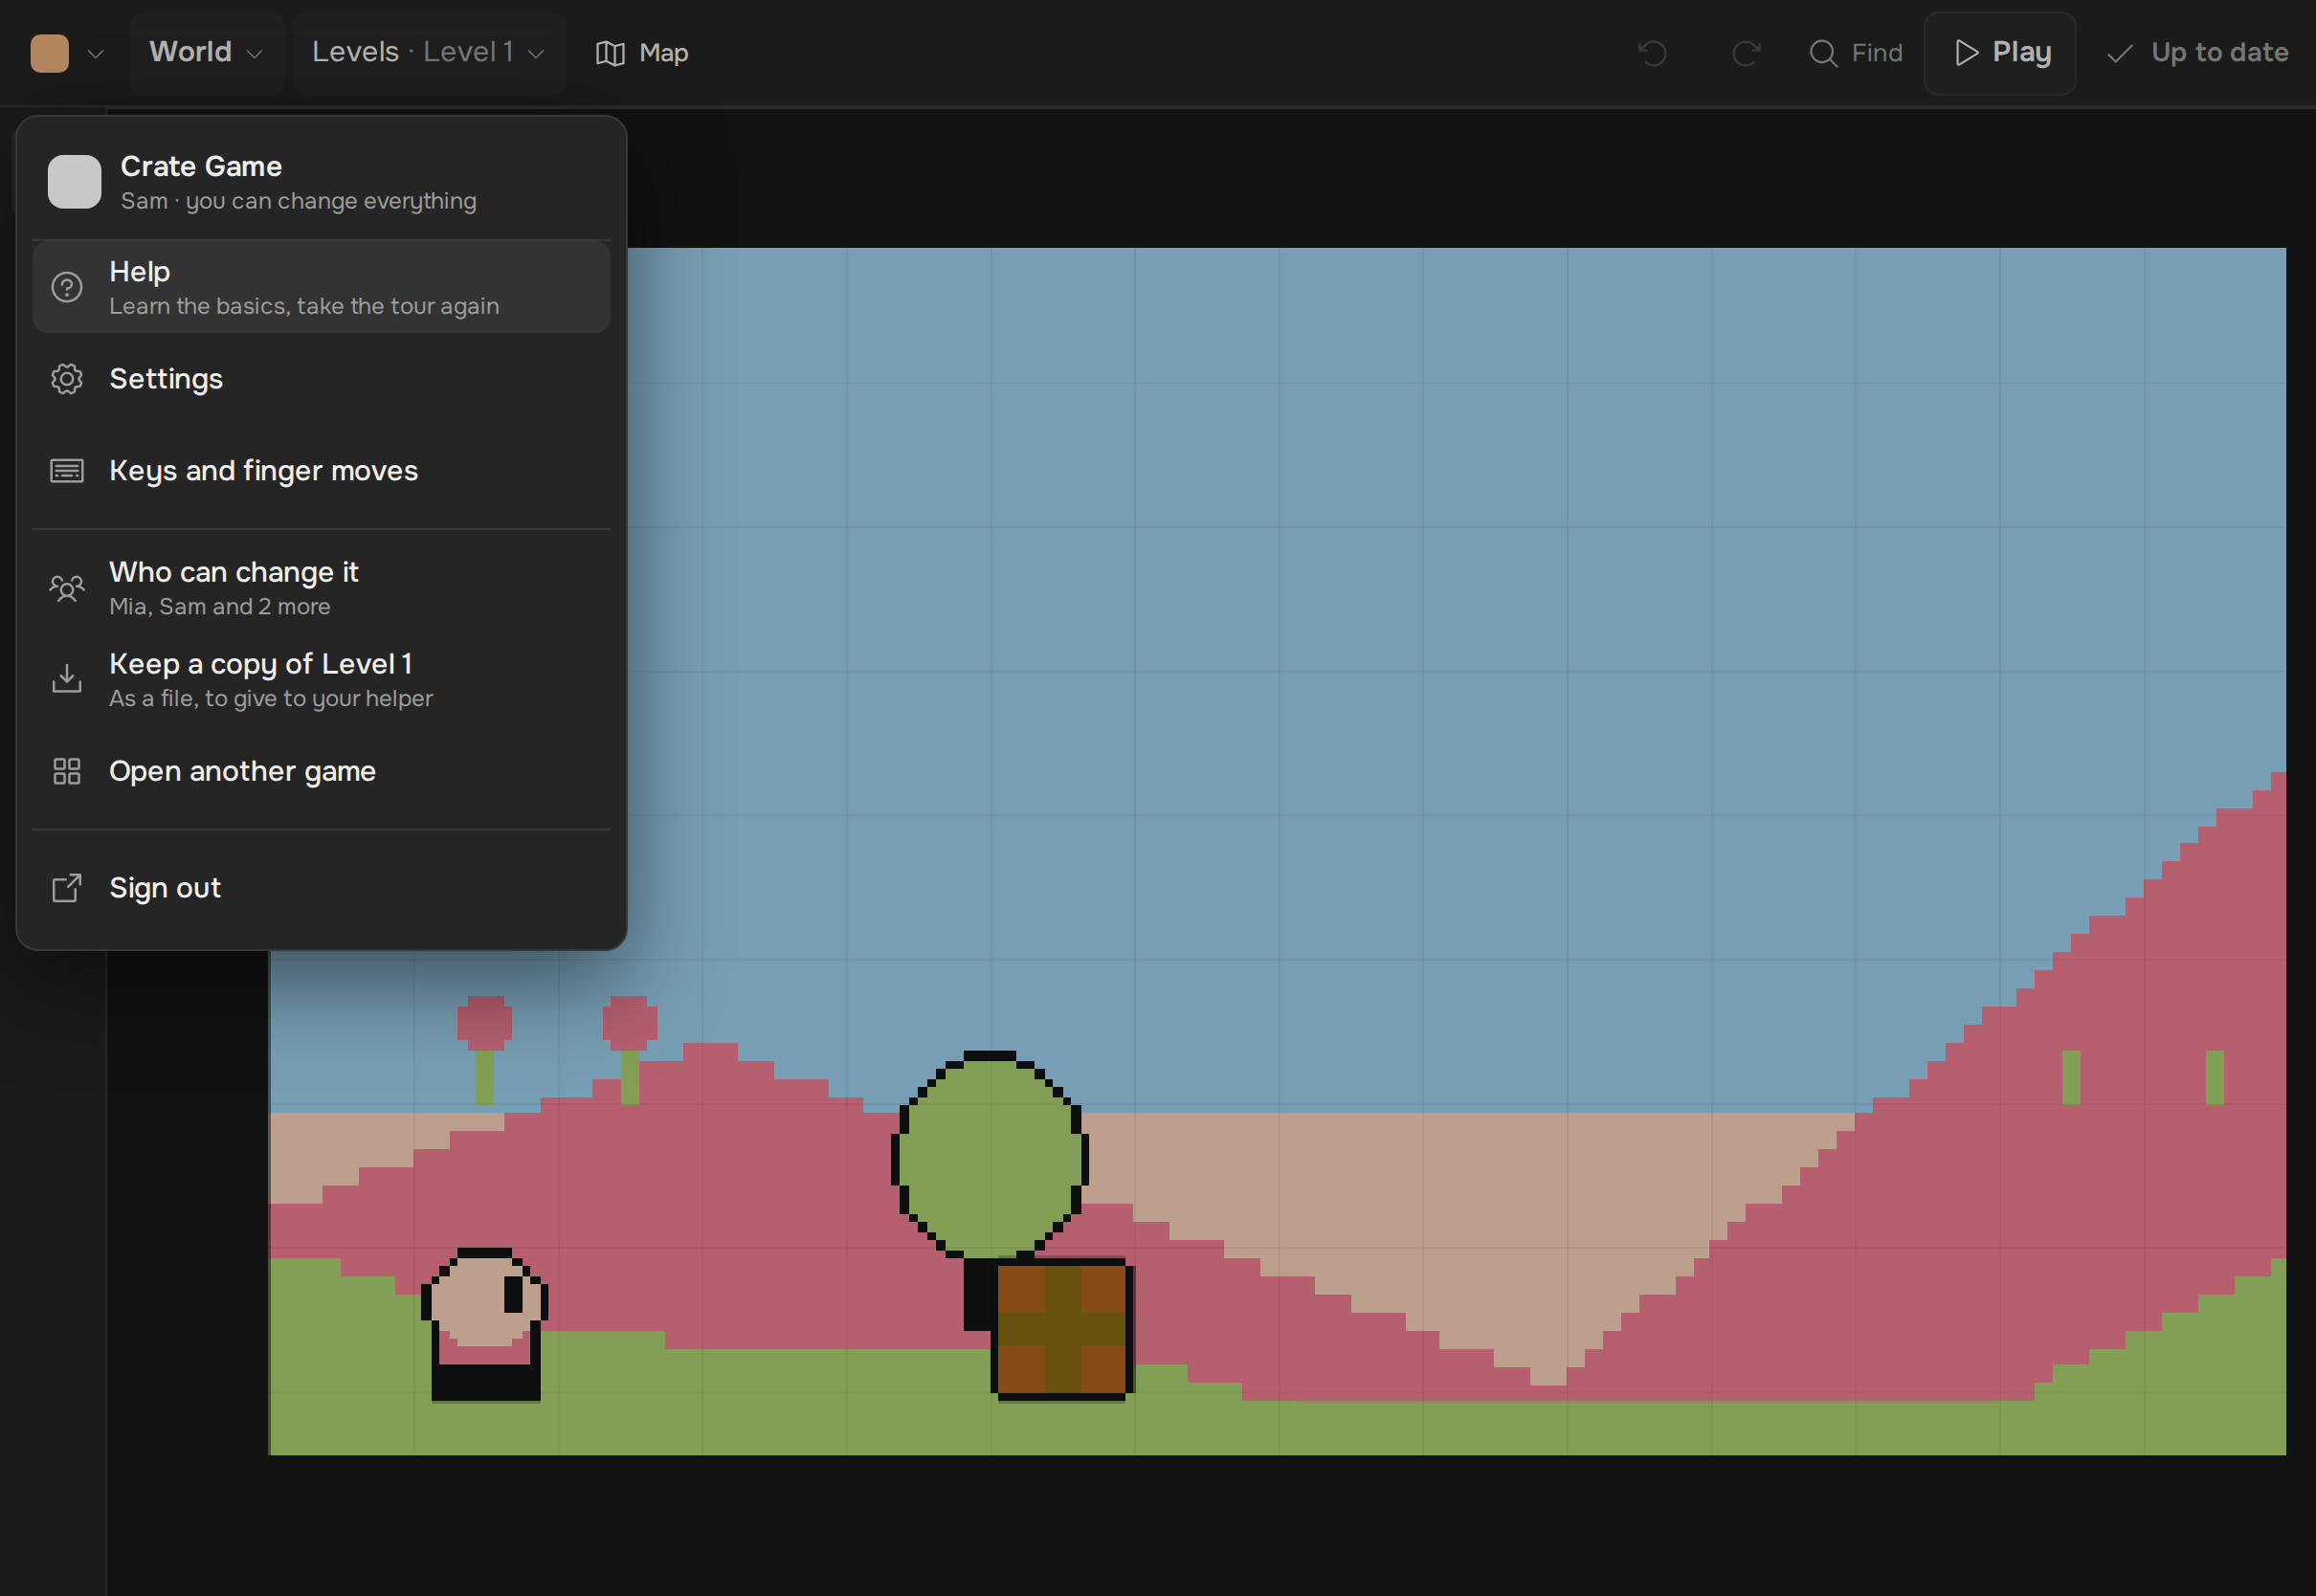 World
Levels · Level 1
Map
Find
Play
Up to date
Crate Game
Sam · you can change everything
Help
Learn the basics, take the tour again
Settings
Keys and finger moves
Who can change it
Mia, Sam and 2 more
Keep a copy of Level 1
As a file, to give to your helper
Open another game
Sign out